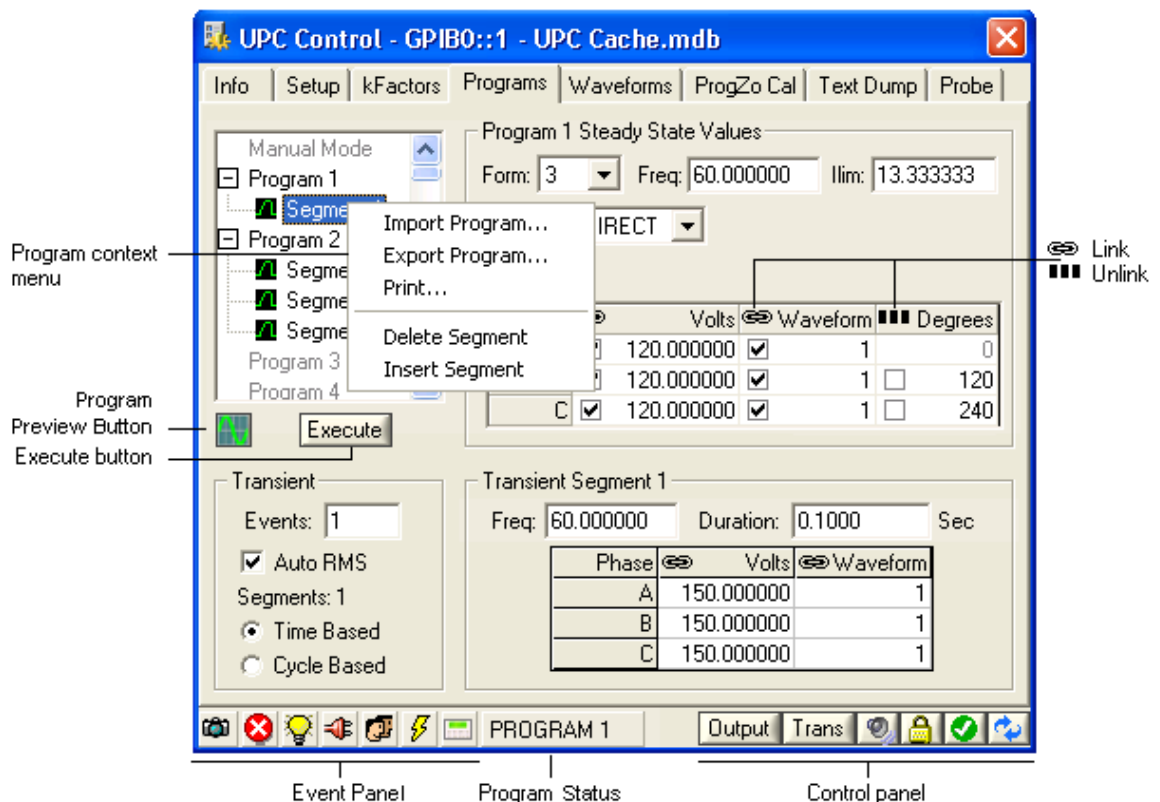 UPC Control - GPIB0::1 - UPC Cache.mdb
Info Setup kFactors Programs Waveforms ProgZo Cal Text Dump Probe
Manual Mode
Program 1
Segme
Program 2
Segme
Segme
Segme
Program 3
Program 4
Import Program...
Export Program...
Print...
Delete Segment
Insert Segment
Program 1 Steady State Values
Form: 3 Freq: 60.000000 Ilim: 13.333333
IRECT
Volts Waveform Degrees
120.000000 1 0
120.000000 1 120
C 120.000000 1 240
Program context
menu
Link
Unlink
Program
Preview Button
Execute button
Execute
Transient
Events: 1
Auto RMS
Segments: 1
Time Based
Cycle Based
Transient Segment 1
Freq: 60.000000 Duration: 0.1000 Sec
Phase Volts Waveform
A 150.000000 1
B 150.000000 1
C 150.000000 1
PROGRAM 1 Output Trans
Event Panel Program Status Control panel